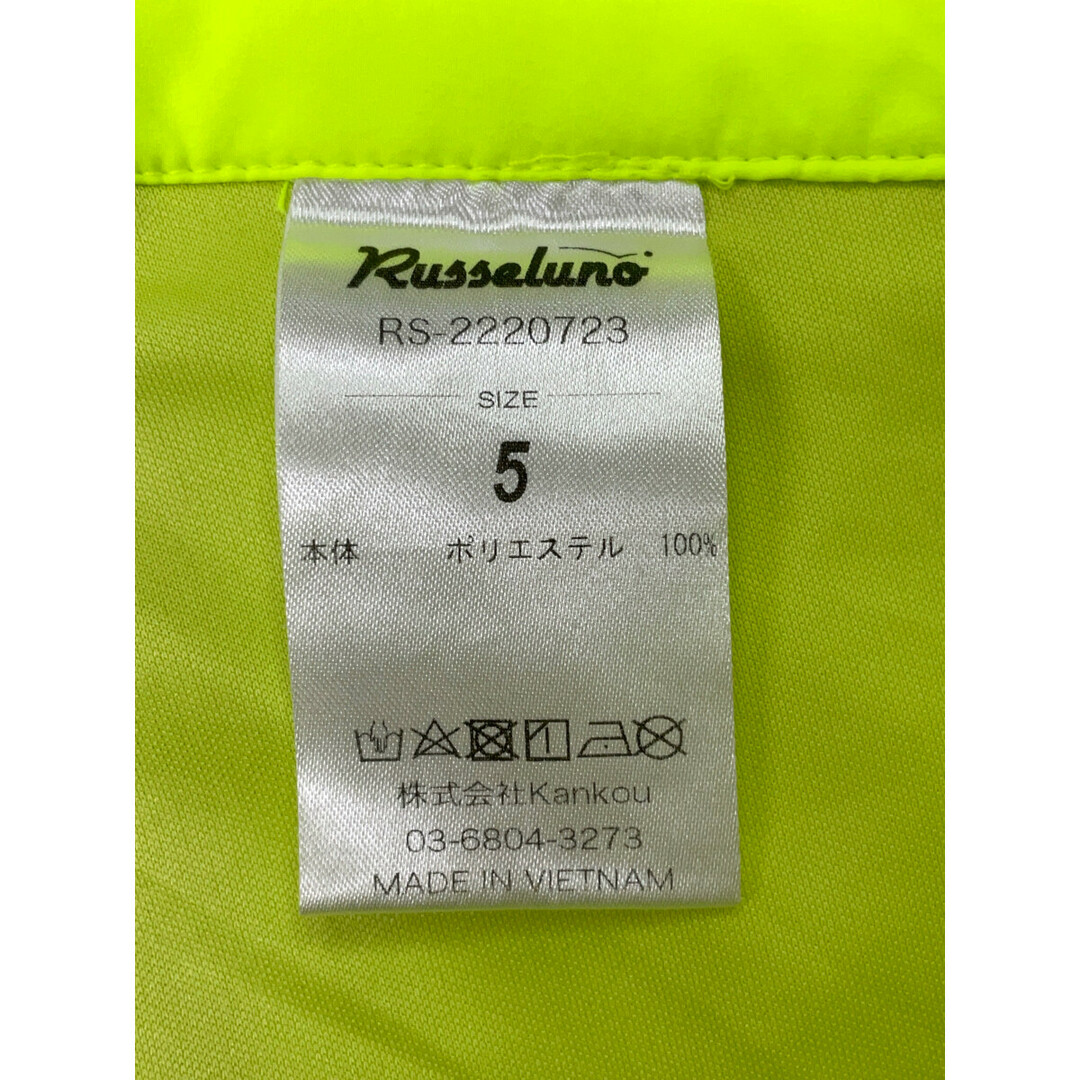 Russeluno
RS-2220723
SIZE
5
本体 ポリエステル 100%
株式会社Kankou
03-6804-3273
MADE IN VIETNAM